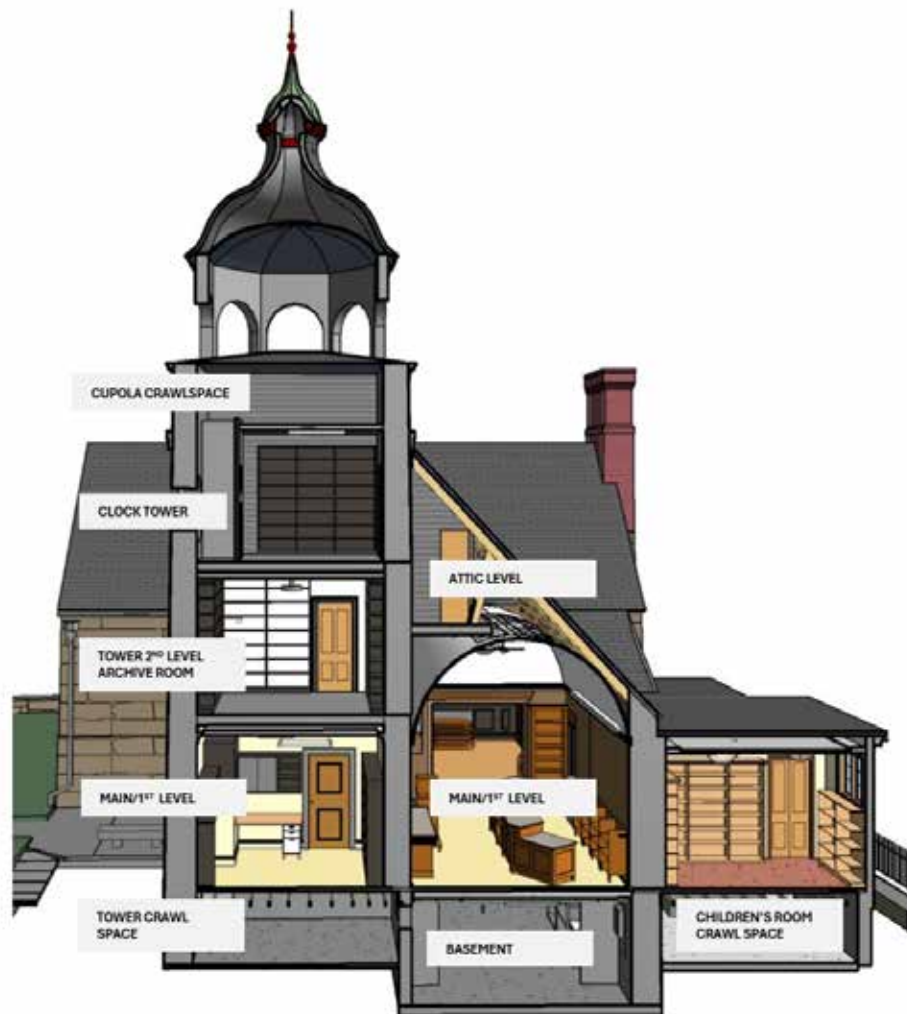 CUPOLA CRAWLSPACE
CLOCK TOWER
ATTIC LEVEL
TOWER 2ND LEVEL
ARCHIVE ROOM
MAIN/1ST LEVEL
MAIN/1ST LEVEL
TOWER CRAWL
SPACE
BASEMENT
CHILDREN'S ROOM
CRAWL SPACE